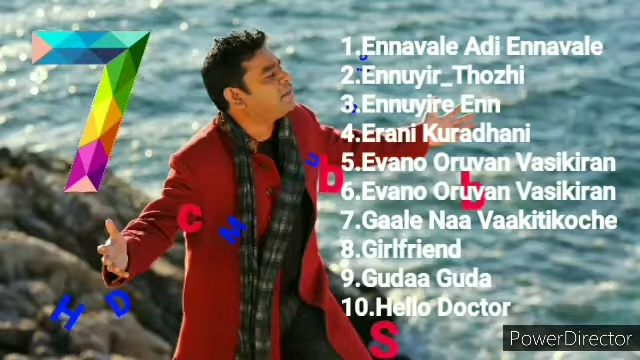 7
1.Ennavale Adi Ennavale
2.Ennuyir_Thozhi
3.Ennuyire Enn
4.Erani Kuradhani
5.Evano Oruvan Vasikiran
6.Evano Oruvan Vasikiran
7.Gaale Naa Vaakitikoche
8.Girlfriend
9.Gudaa Guda
10.Hello Doctor
b
b
C
M
H
D
S
PowerDirector